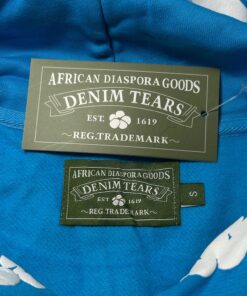 AFRICAN DIASPORA GOODS
DENIM TEARS
EST. 1619
REG.TRADEMARK
AFRICAN DIASPORA GOODS
DENIM TEARS
EST. 1619
REG.TRADEMARK
S